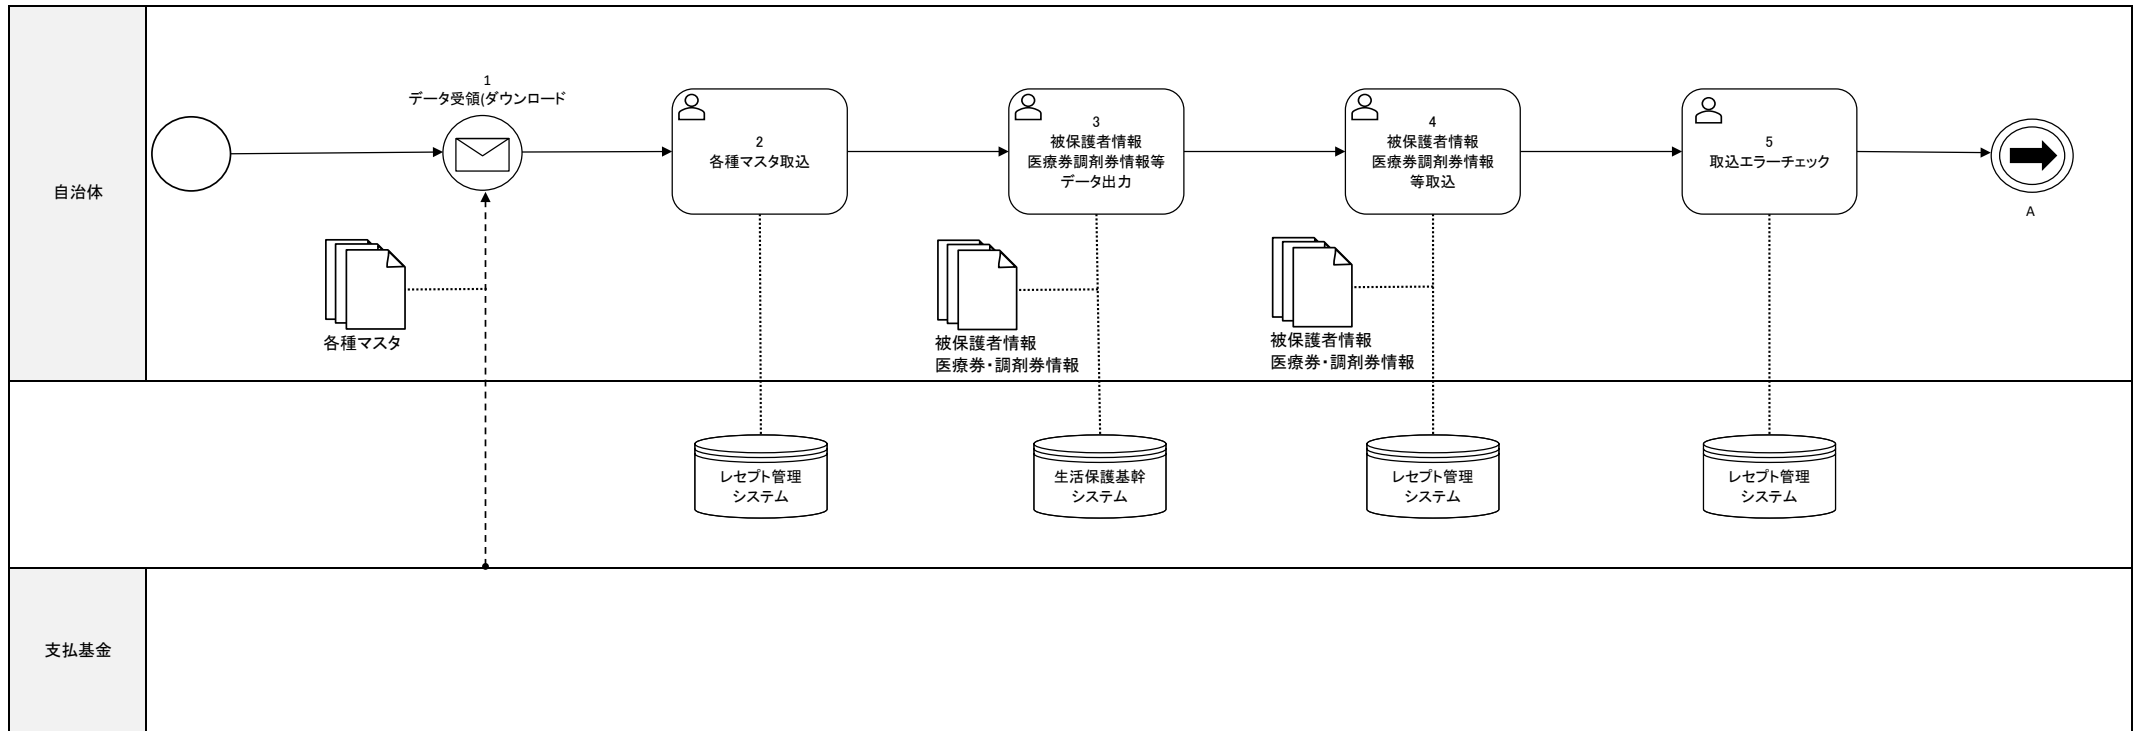 自治体
1
データ受領(ダウンロード
2
各種マスタ取込
3
被保護者情報
医療券調剤券情報等
データ出力
4
被保護者情報
医療券調剤券情報
等取込
5
取込エラーチェック
A
各種マスタ
被保護者情報
医療券・調剤券情報
被保護者情報
医療券・調剤券情報
レセプト管理
システム
生活保護基幹
システム
レセプト管理
システム
レセプト管理
システム
支払基金